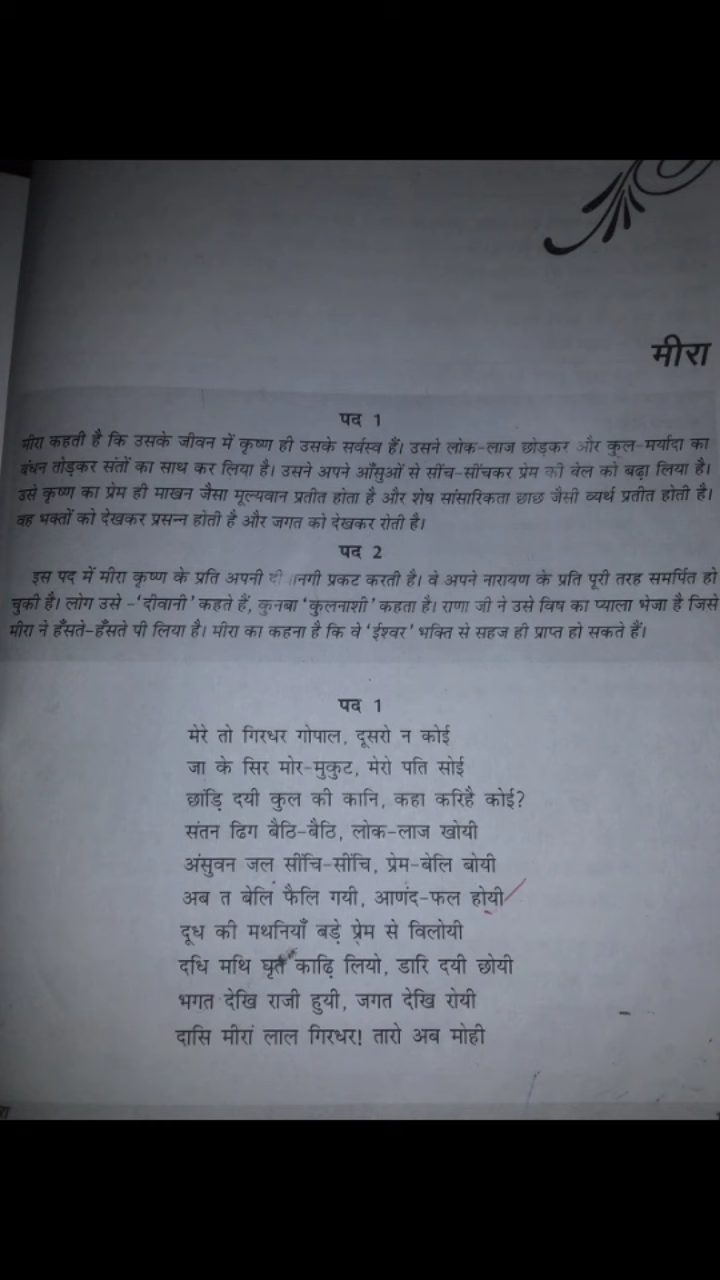 मीरा
पद 1
मीरा कहती है कि उसके जीवन में कृष्ण ही उसके सर्वस्व हैं। उसने लोक-लाज छोड़कर और कुल-मर्यादा का
बंधन तोड़कर संतों का साथ कर लिया है। उसने अपने आँसुओं से सींच-सींचकर प्रेम की बेल को बढ़ा लिया है।
उसे कृष्ण का प्रेम ही माखन जैसा मूल्यवान प्रतीत होता है और शेष सांसारिकता छाछ जैसी व्यर्थ प्रतीत होती है।
वह भक्तों को देखकर प्रसन्न होती है और जगत को देखकर रोती है।
पद 2
इस पद में मीरा कृष्ण के प्रति अपनी दीवानगी प्रकट करती है। वे अपने नारायण के प्रति पूरी तरह समर्पित हो
चुकी है। लोग उसे -'दीवानी' कहते हैं, कुनबा 'कुलनाशी' कहता है। राणा जी ने उसे विष का प्याला भेजा है जिसे
मीरा ने हँसते-हँसते पी लिया है। मीरा का कहना है कि वे 'ईश्वर' भक्ति से सहज ही प्राप्त हो सकते हैं।
पद 1
मेरे तो गिरधर गोपाल, दूसरो न कोई
जा के सिर मोर-मुकुट, मेरो पति सोई
छांड़ि दयी कुल की कानि, कहा करिहै कोई?
संतन ढिग बैठि-बैठि, लोक-लाज खोयी
अंसुवन जल सींचि-सींचि, प्रेम-बेलि बोयी
अब त बेलि फैलि गयी, आणंद-फल होयी
दूध की मथनियाँ बड़े प्रेम से विलोयी
दधि मथि घृत काढ़ि लियो, डारि दयी छोयी
भगत देखि राजी हुयी, जगत देखि रोयी
दासि मीरां लाल गिरधर! तारो अब मोही